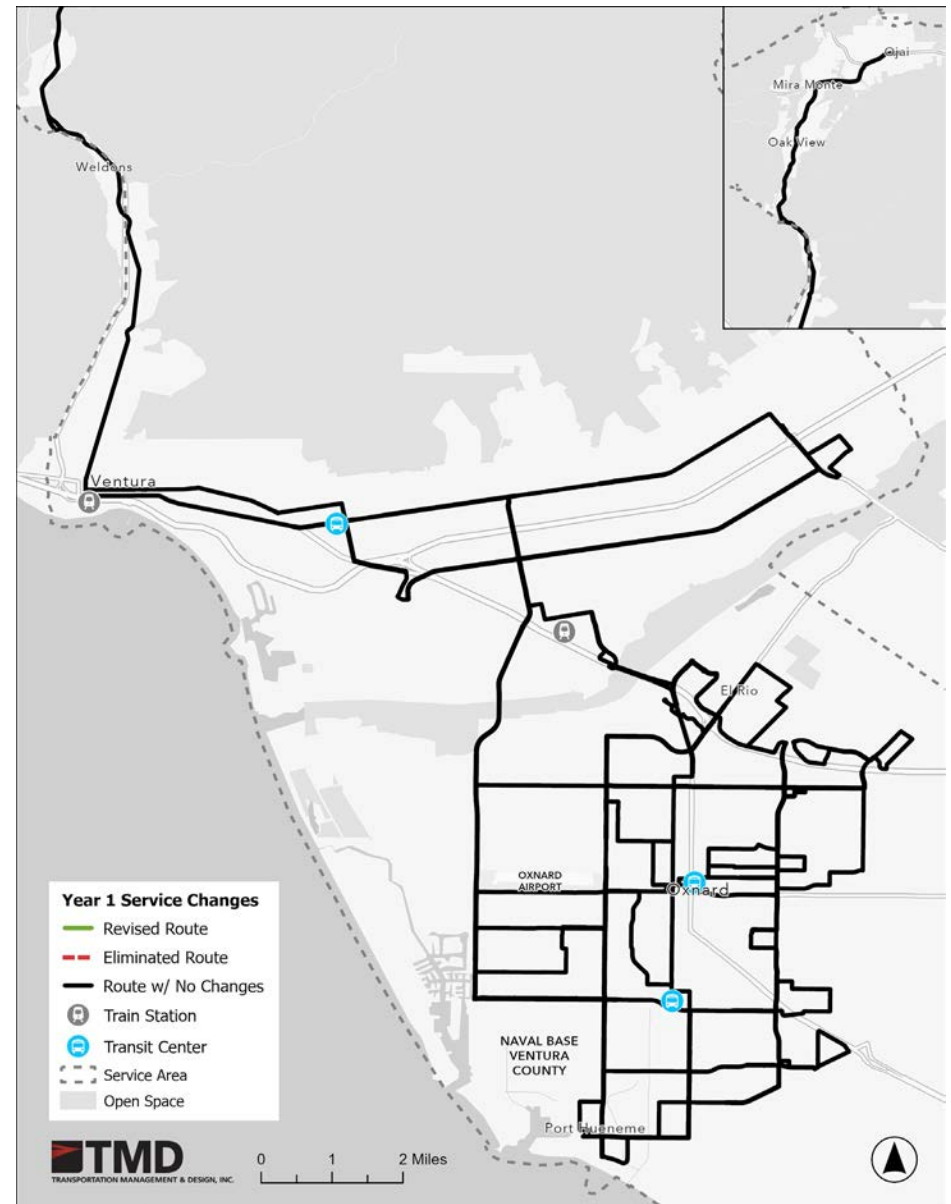 Ojai
Mira Monte
Oak View
Weldons
Ventura
El Rio
OXNARD
AIRPORT
Oxnard
NAVAL BASE
VENTURA
COUNTY
Port Hueneme
Year 1 Service Changes
Revised Route
Eliminated Route
Route w/ No Changes
Train Station
Transit Center
Service Area
Open Space
TMD
TRANSPORTATION MANAGEMENT & DESIGN, INC.
0 1 2 Miles